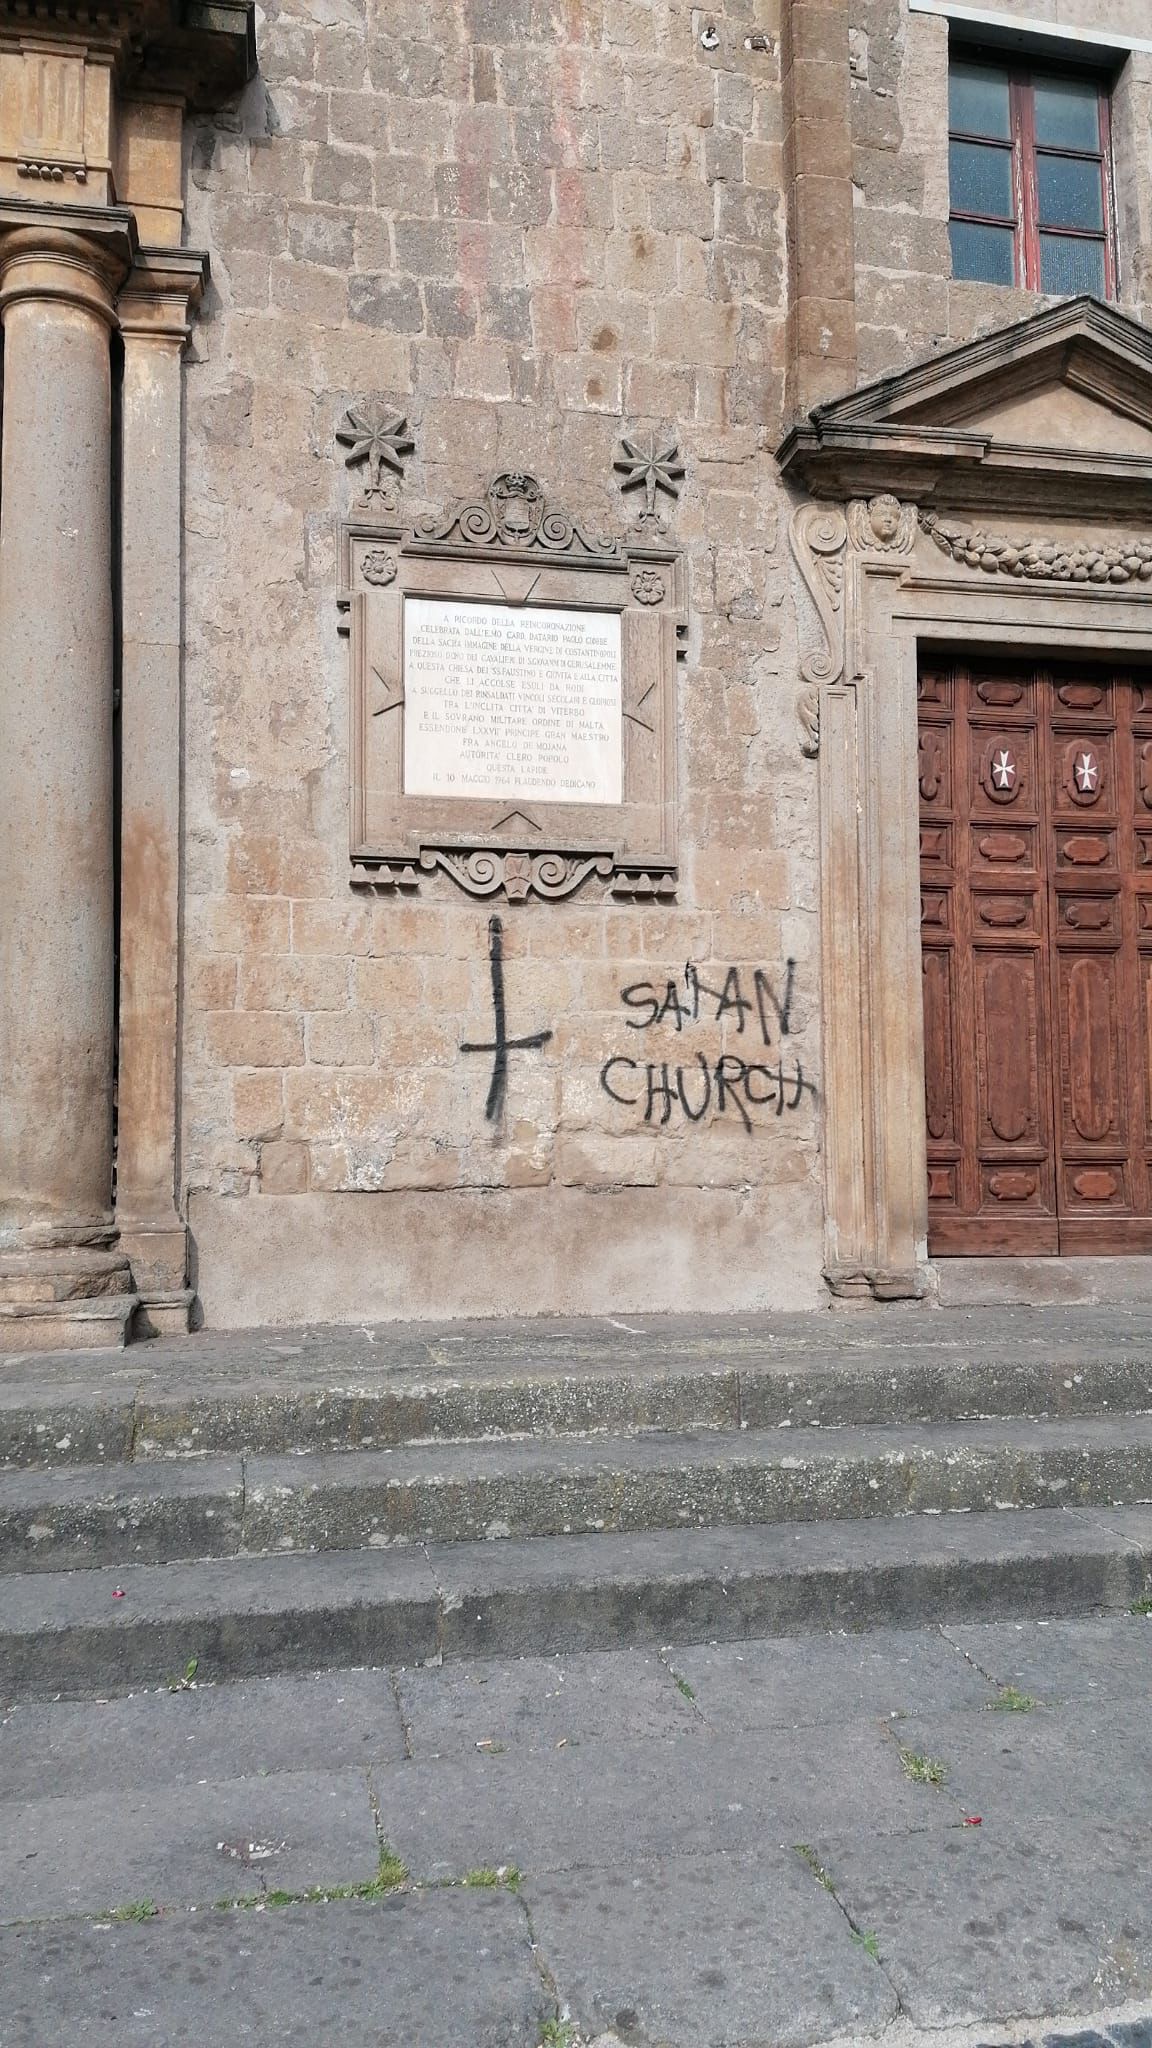 A RICORDO DELLA REINCORONAZIONE
CELEBRATA DALL'E.MO CARD. DATARIO PAOLO GIOBBE
DELLA SACRA IMMAGINE DELLA VERGINE DI COSTANTINOPOLI
PREZIOSO DONO DEI CAVALIERI DI S. GIOVANNI DI GERUSALEMME
A QUESTA CHIESA DEI SS. FAUSTINO E GIOVITA E ALLA CITTA'
CHE LI ACCOLSE ESULI DA RODI
A SUGGELLO DEI RINSALDATI VINCOLI SECOLARI E GLORIOSI
TRA L'INCLITA CITTA' DI VITERBO
E IL SOVRANO MILITARE ORDINE DI MALTA
ESSENDONE LXXVII° PRINCIPE GRAN MAESTRO
FRA ANGELO DE MOJANA
AUTORITA' CLERO POPOLO
QUESTA LAPIDE
IL 10 MAGGIO 1964 PLAUDENDO DEDICANO
SATAN
CHURCH